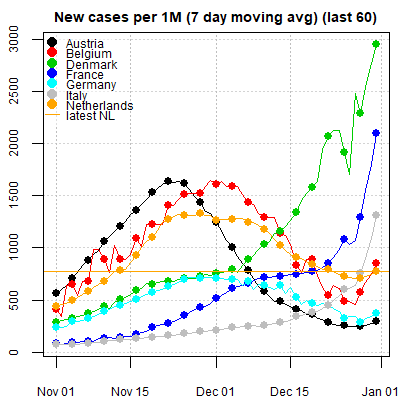 New cases per 1M (7 day moving avg) (last 60)
3000
2500
2000
1500
1000
500
0
Austria
Belgium
Denmark
France
Germany
Italy
Netherlands
latest NL
Nov 01 Nov 15 Dec 01 Dec 15 Jan 01